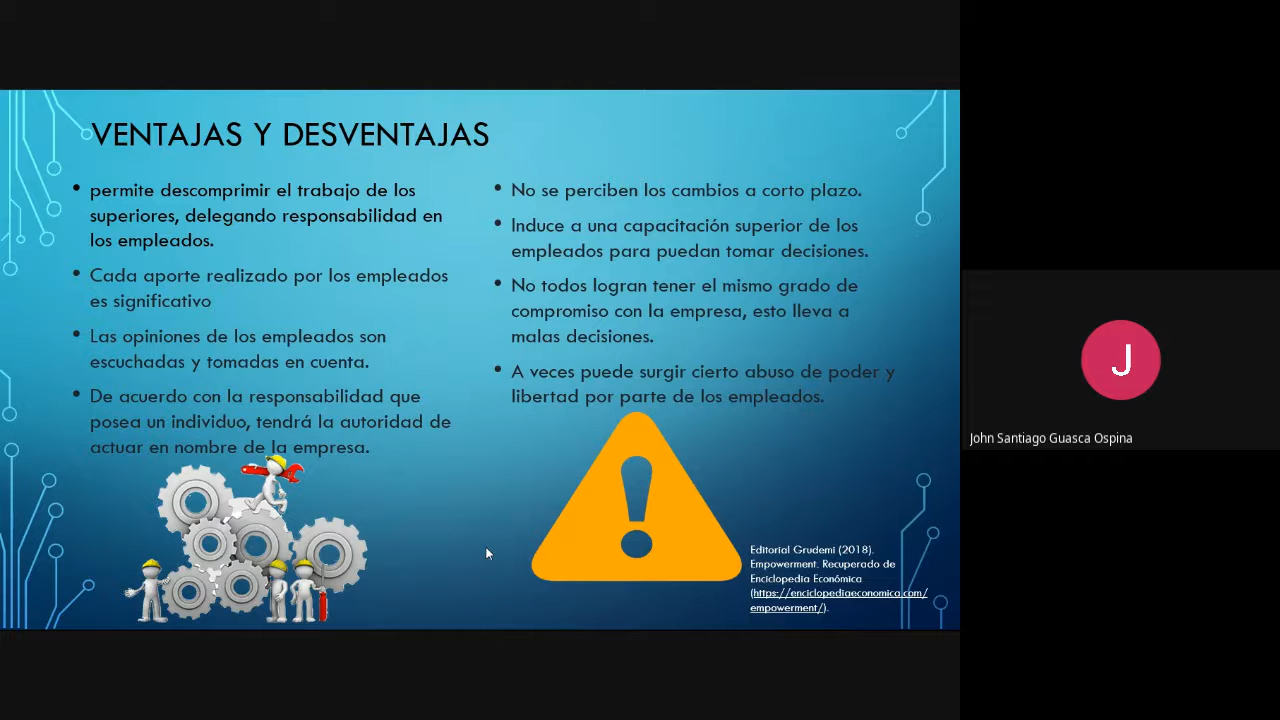 VENTAJAS Y DESVENTAJAS
• permite descomprimir el trabajo de los
superiores, delegando responsabilidad en
los empleados.
• Cada aporte realizado por los empleados
es significativo
• Las opiniones de los empleados son
escuchadas y tomadas en cuenta.
• De acuerdo con la responsabilidad que
posea un individuo, tendrá la autoridad de
actuar en nombre de la empresa.
• No se perciben los cambios a corto plazo.
• Induce a una capacitación superior de los
empleados para puedan tomar decisiones.
• No todos logran tener el mismo grado de
compromiso con la empresa, esto lleva a
malas decisiones.
• A veces puede surgir cierto abuso de poder y
libertad por parte de los empleados.
Editorial Grudemi (2018).
Empowerment. Recuperado de
Enciclopedia Económica
(https://enciclopediaeconomica.com/
empowerment/).
J
John Santiago Guasca Ospina